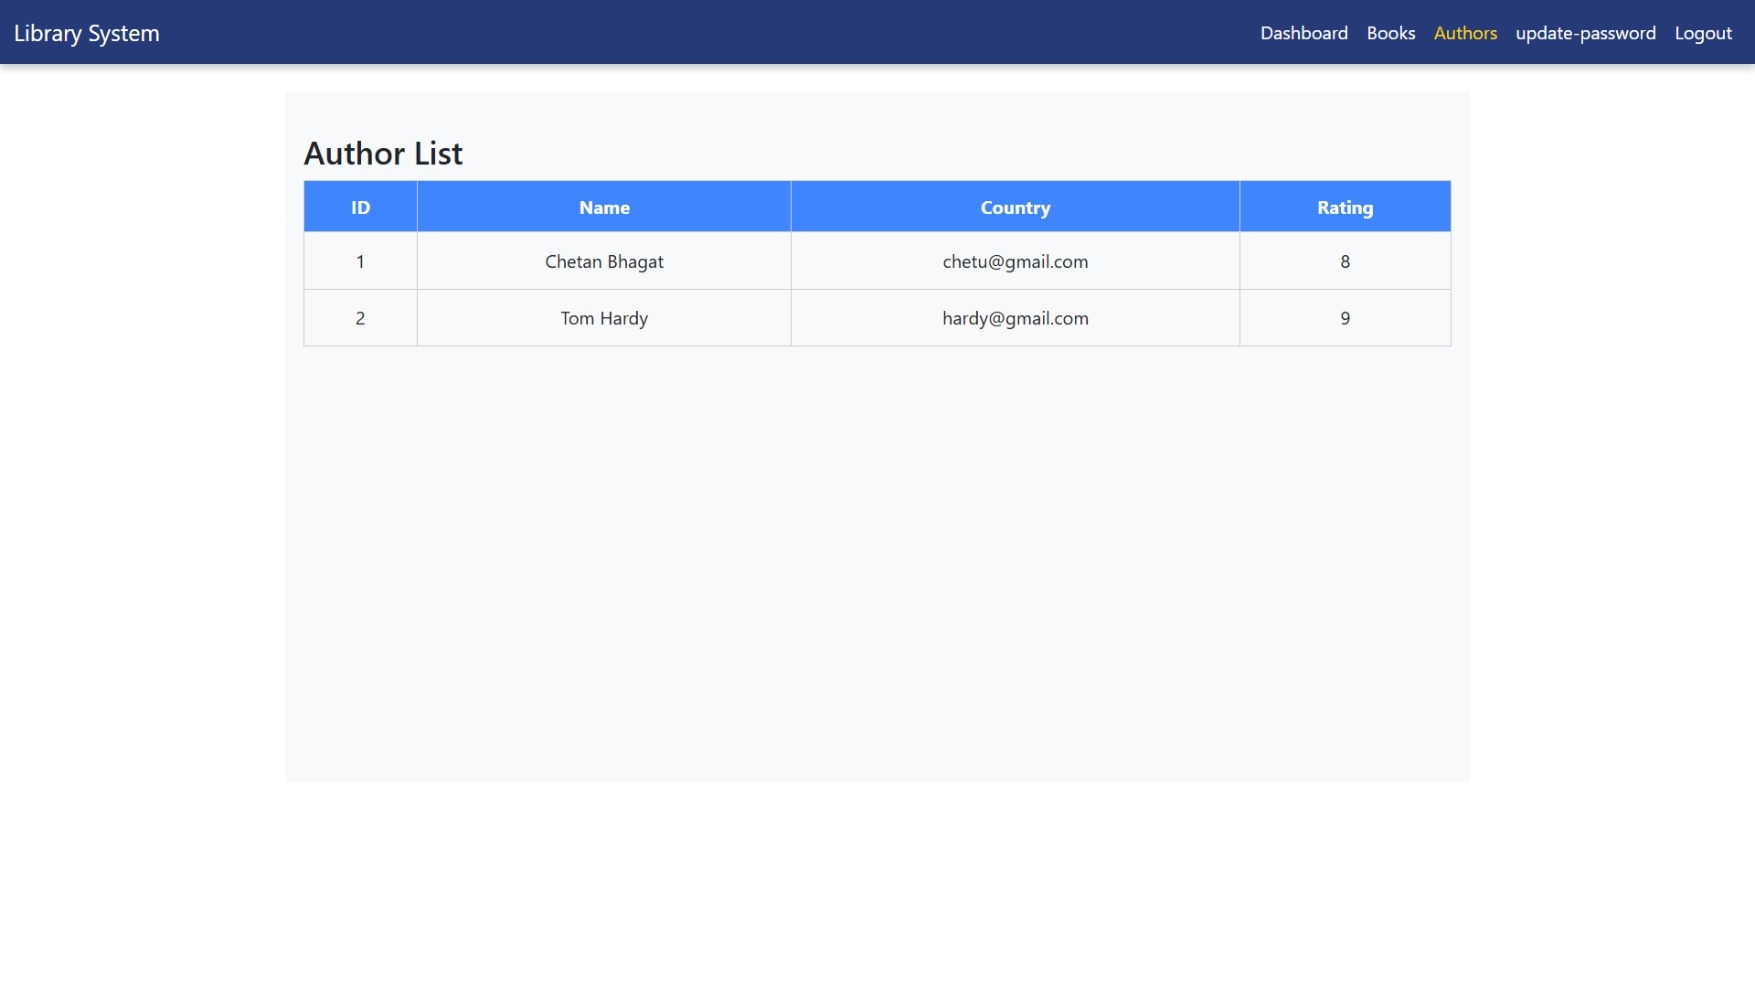 Library System Dashboard Books Authors update-password Logout
Author List
ID Name Country Rating
1 Chetan Bhagat chetu@gmail.com 8
2 Tom Hardy hardy@gmail.com 9